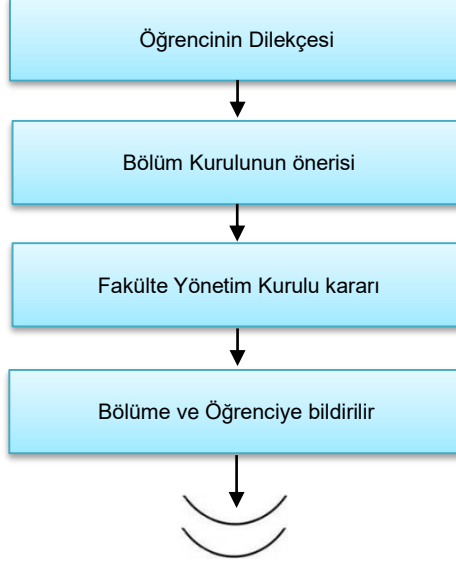 Öğrencinin Dilekçesi
Bölüm Kurulunun önerisi
Fakülte Yönetim Kurulu kararı
Bölüme ve Öğrenciye bildirilir